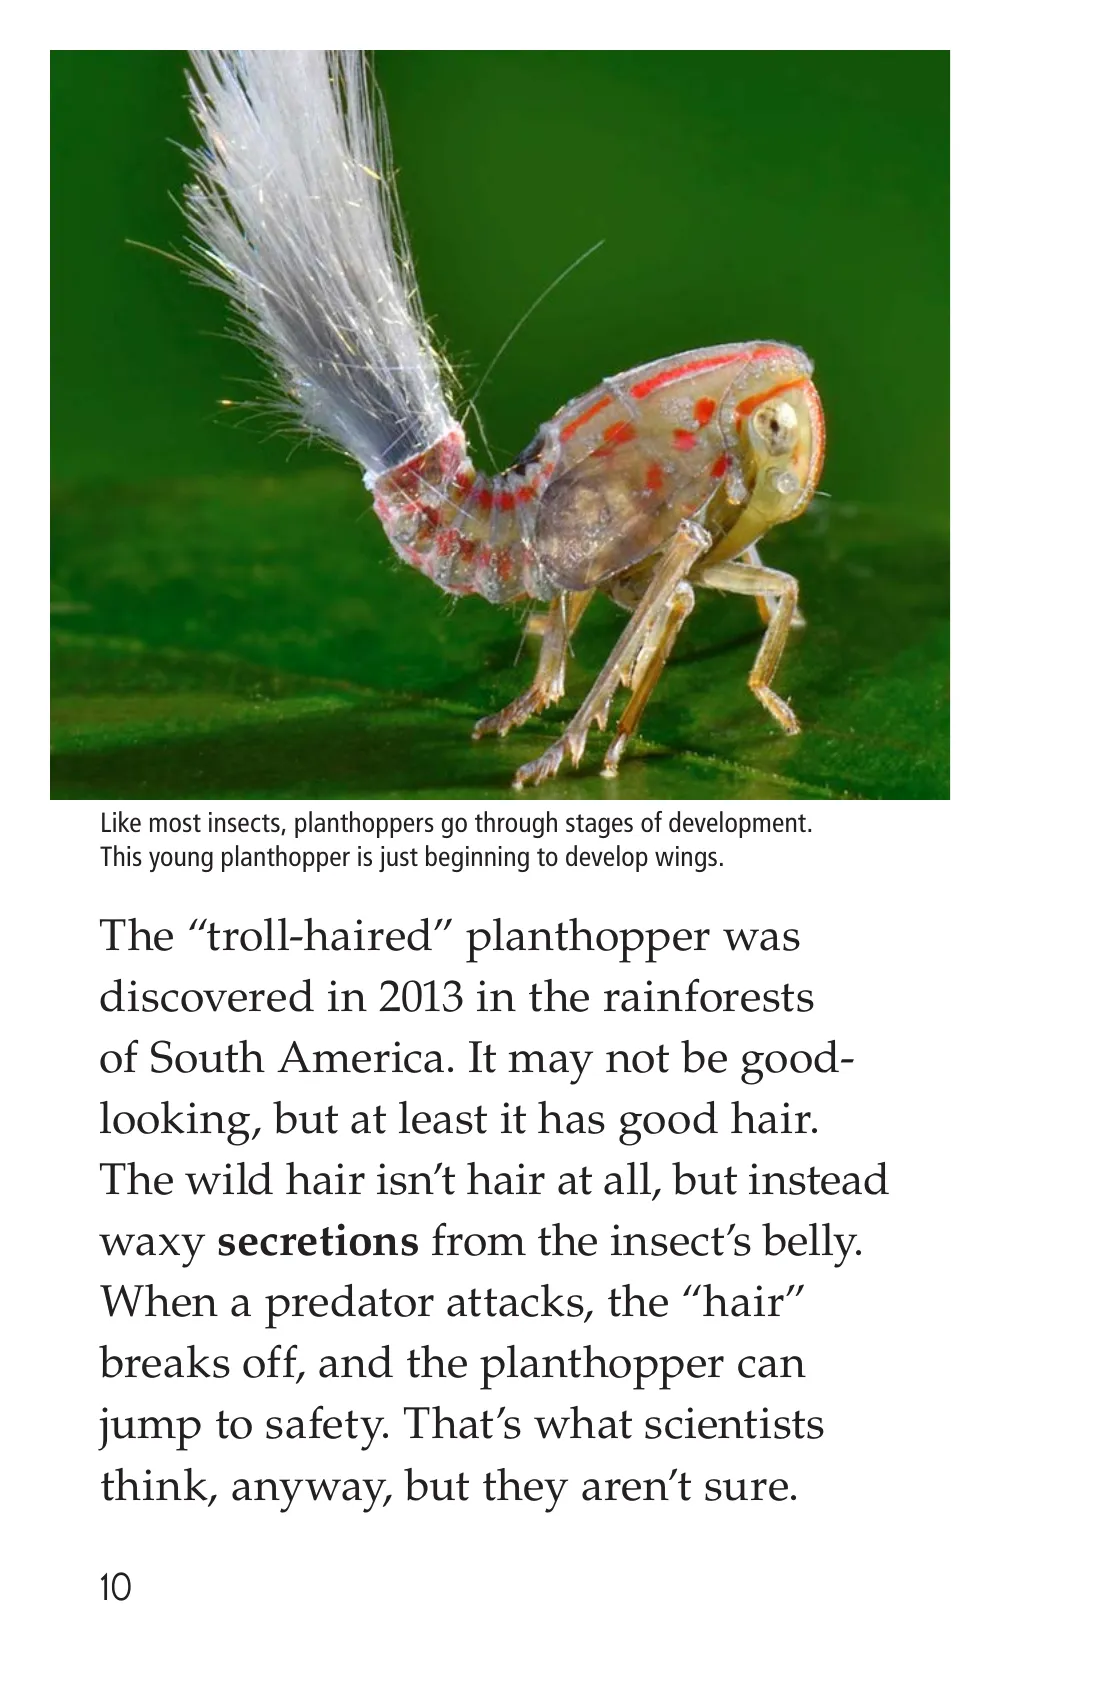 Like most insects, planthoppers go through stages of development.
This young planthopper is just beginning to develop wings.
The “troll-haired” planthopper was
discovered in 2013 in the rainforests
of South America. It may not be good-
looking, but at least it has good hair.
The wild hair isn’t hair at all, but instead
waxy secretions from the insect’s belly.
When a predator attacks, the “hair”
breaks off, and the planthopper can
jump to safety. That’s what scientists
think, anyway, but they aren’t sure.
10